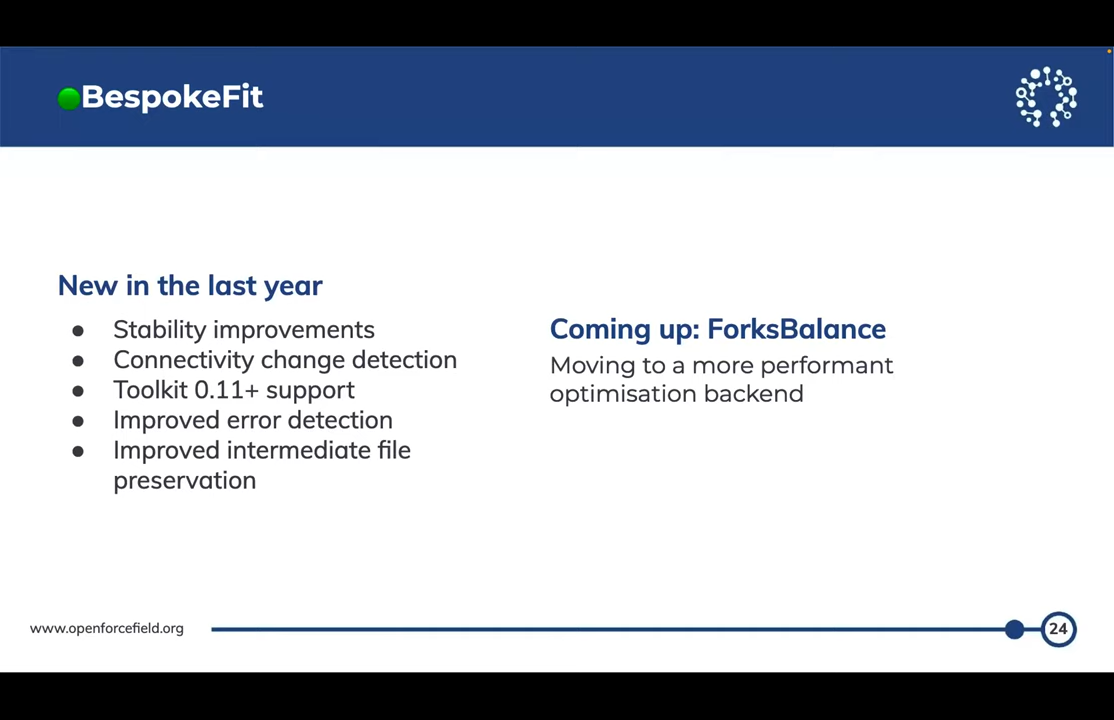 BespokeFit
New in the last year
● Stability improvements
● Connectivity change detection
● Toolkit 0.11+ support
● Improved error detection
● Improved intermediate file
preservation
Coming up: ForksBalance
Moving to a more performant
optimisation backend
www.openforcefield.org
24